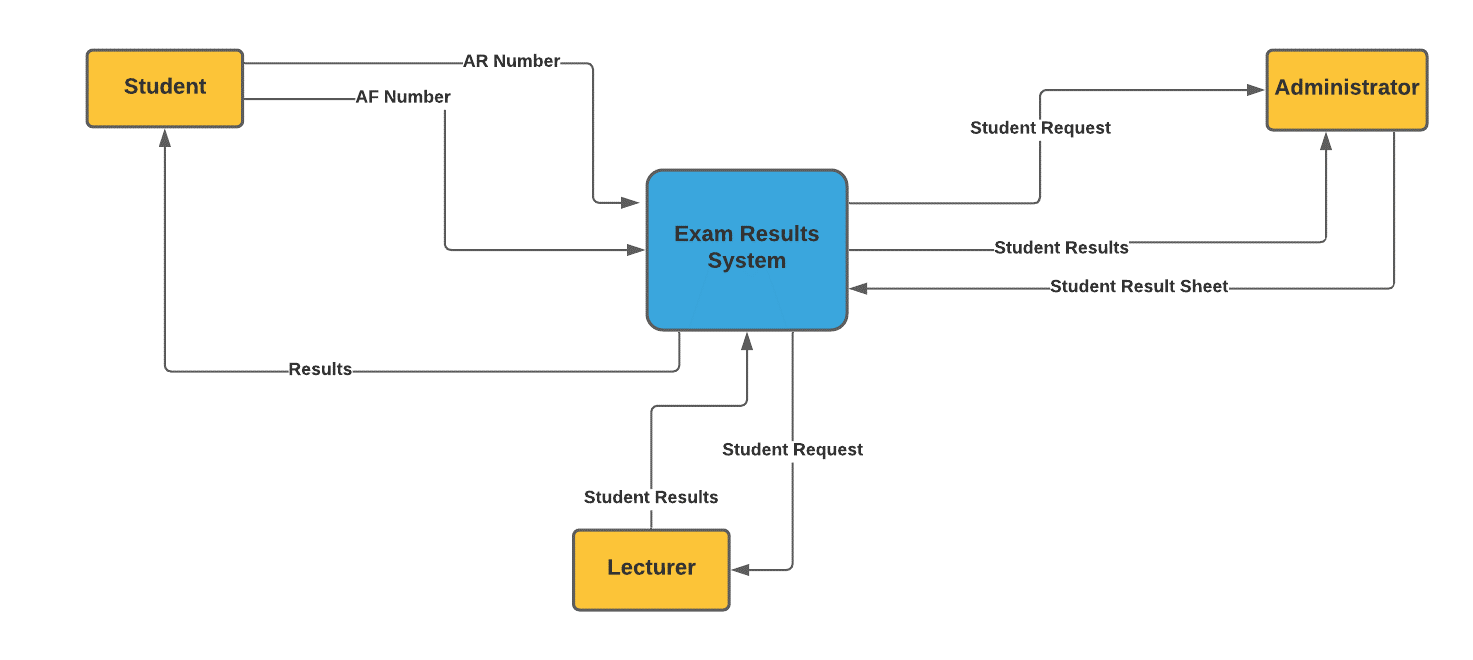 AR Number
Student
Administrator
AF Number
Student Request
Exam Results
System
Student Results
Student Result Sheet
Results
Student Request
Student Results
Lecturer